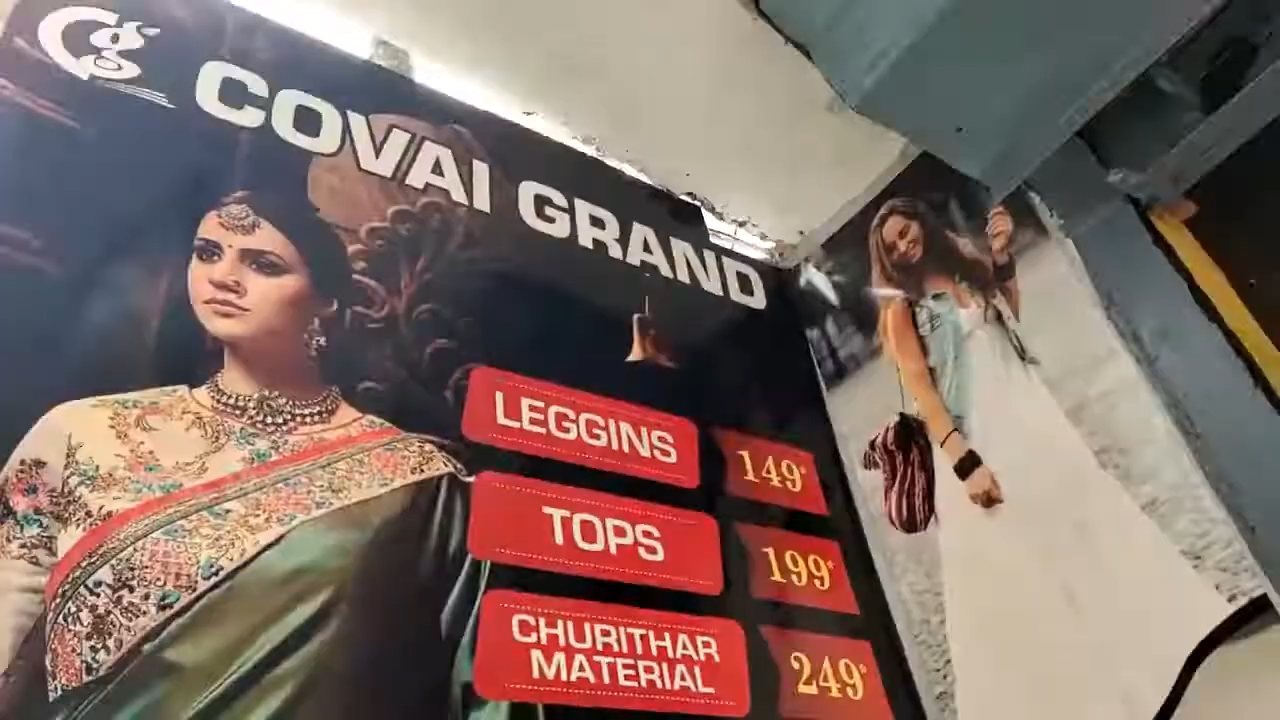 Cg
COVAI GRAND
LEGGINS 149*
TOPS 199*
CHURITHAR
MATERIAL 249*